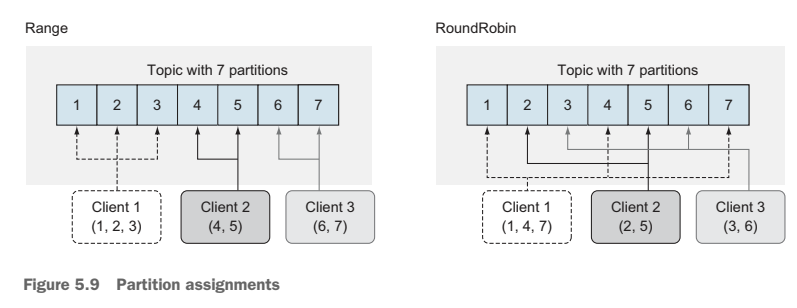 Range
Topic with 7 partitions
1 2 3 4 5 6 7
Client 1
(1, 2, 3)
Client 2
(4, 5)
Client 3
(6, 7)
RoundRobin
Topic with 7 partitions
1 2 3 4 5 6 7
Client 1
(1, 4, 7)
Client 2
(2, 5)
Client 3
(3, 6)
Figure 5.9 Partition assignments